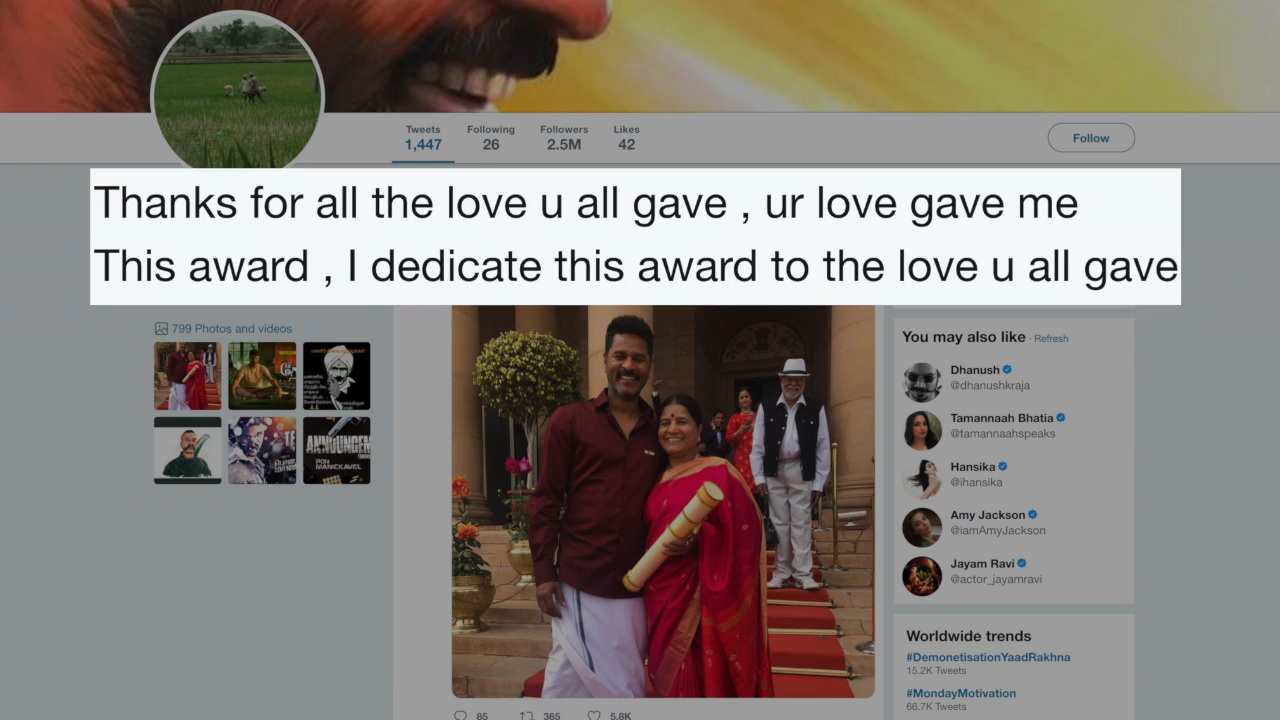 Tweets
1,447
Following
26
Followers
2.5M
Likes
42
Follow
Thanks for all the love u all gave , ur love gave me
This award , I dedicate this award to the love u all gave
799 Photos and videos
ANNOUNCEMENT
PON
MANICKAVEL
You may also like · Refresh
Dhanush
@dhanushkraja
Tamannaah Bhatia
@tamannaahspeaks
Hansika
@ihansika
Amy Jackson
@iamAmyJackson
Jayam Ravi
@actor_jayamravi
Worldwide trends
#DemonetisationYaadRakhna
15.2K Tweets
#MondayMotivation
66.7K Tweets
85
365
5.8K